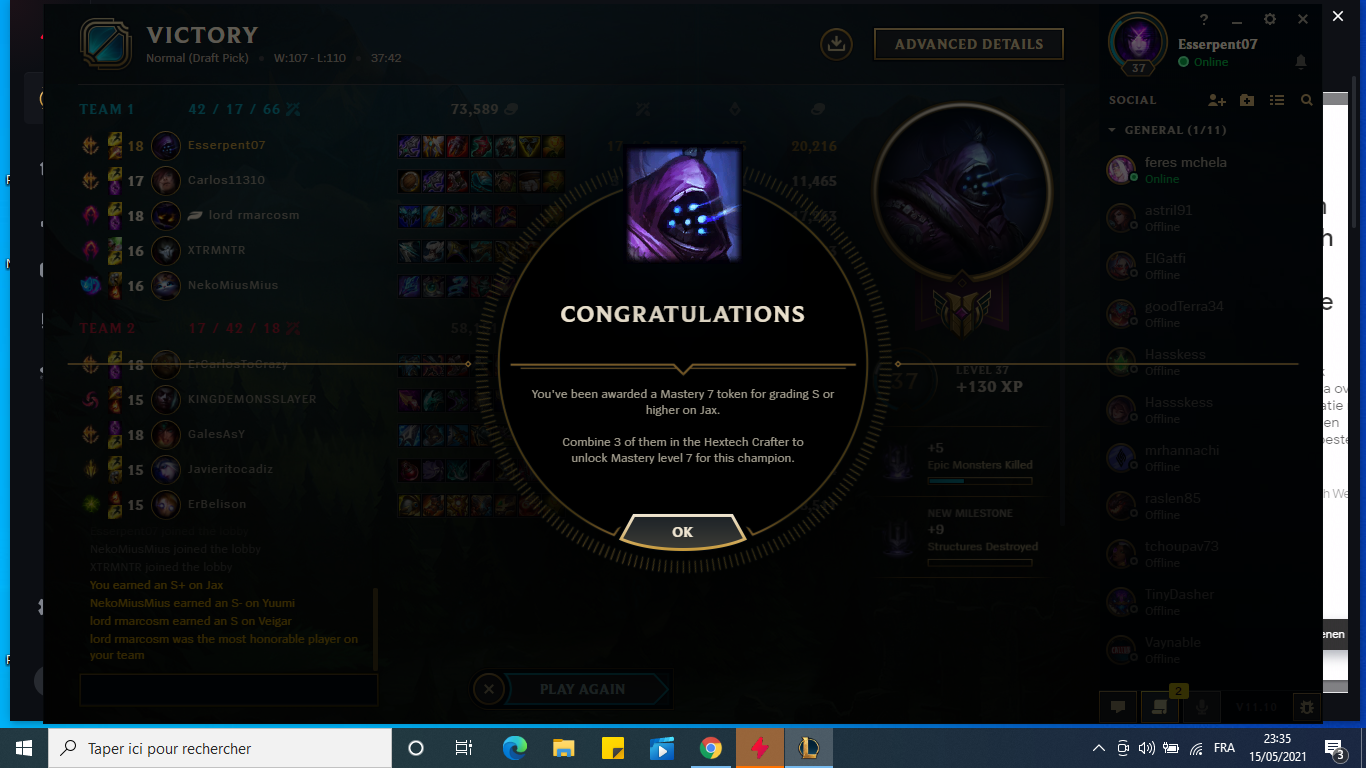 VICTORY
Normal (Draft Pick) • W:107 - L:110 • 37:42
ADVANCED DETAILS
?
37
Esserpent07
Online
TEAM 1 42 / 17 / 66 73,589
18 Esserpent07 20,216
17 Carlos11310 11,465
18 lord rmarcosm
16 XTRMNTR
16 NekoMiusMius
TEAM 2 17 / 42 / 18
18 ErCarlosToCrazy
15 KINGDEMONSSLAYER
18 GalesAsY
15 Javieritocadiz
15 ErBelison
CONGRATULATIONS
You've been awarded a Mastery 7 token for grading S or
higher on Jax.
Combine 3 of them in the Hextech Crafter to
unlock Mastery level 7 for this champion.
OK
37
LEVEL 37
+130 XP
+5
Epic Monsters Killed
NEW MILESTONE
+9
Structures Destroyed
NekoMiusMius joined the lobby
XTRMNTR joined the lobby
You earned an S+ on Jax
NekoMiusMius earned an S- on Yuumi
lord rmarcosm earned an S on Veigar
lord rmarcosm was the most honorable player on
your team
PLAY AGAIN
SOCIAL
GENERAL (1/11)
feres mchela
Online
astril91
Offline
ElGatfi
Offline
goodTerra34
Offline
Hasskess
Offline
Hassskess
Offline
mrhannachi
Offline
raslen85
Offline
tchoupav73
Offline
TinyDasher
Offline
Vaynable
Offline
2
V11.10
enen
Taper ici pour rechercher
FRA
23:35
15/05/2021
3